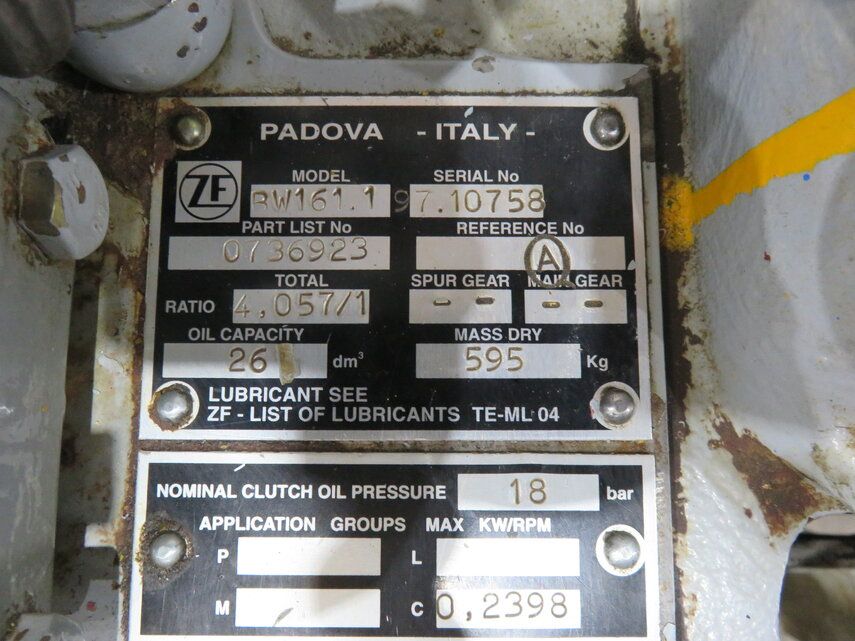 PADOVA - ITALY -
ZF
MODEL SERIAL No
BW161.1 97.10758
PART LIST No REFERENCE No
0736923
A
TOTAL SPUR GEAR MAIN GEAR
RATIO 4,057/1 - - - -
OIL CAPACITY MASS DRY
26 dm³ 595 Kg
LUBRICANT SEE
ZF - LIST OF LUBRICANTS TE-ML 04
NOMINAL CLUTCH OIL PRESSURE 18 bar
APPLICATION GROUPS MAX KW/RPM
P L
M C 0,2398